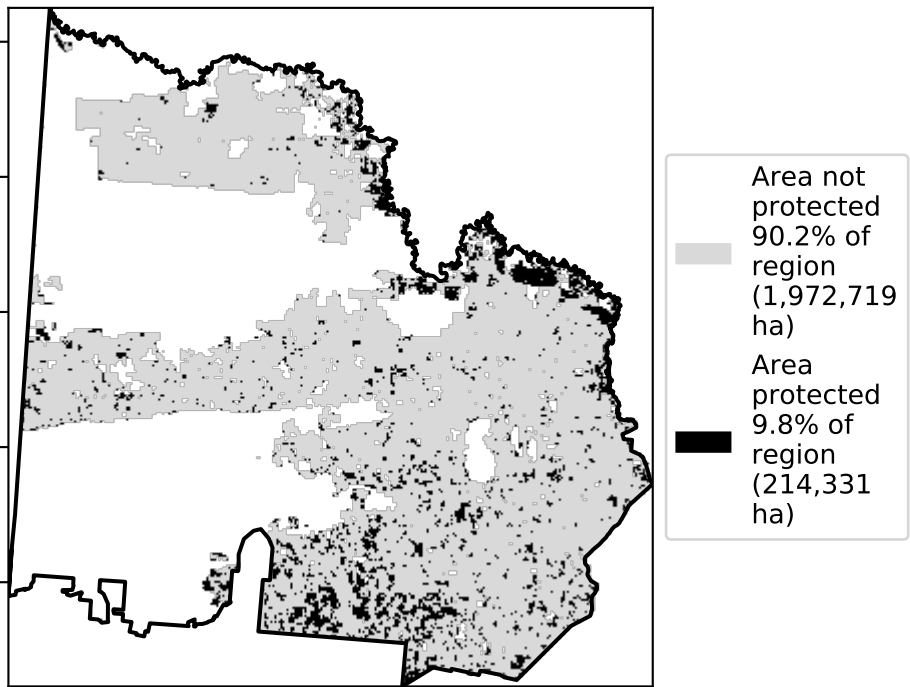 Area not
protected
90.2% of
region
(1,972,719
ha)
Area
protected
9.8% of
region
(214,331
ha)